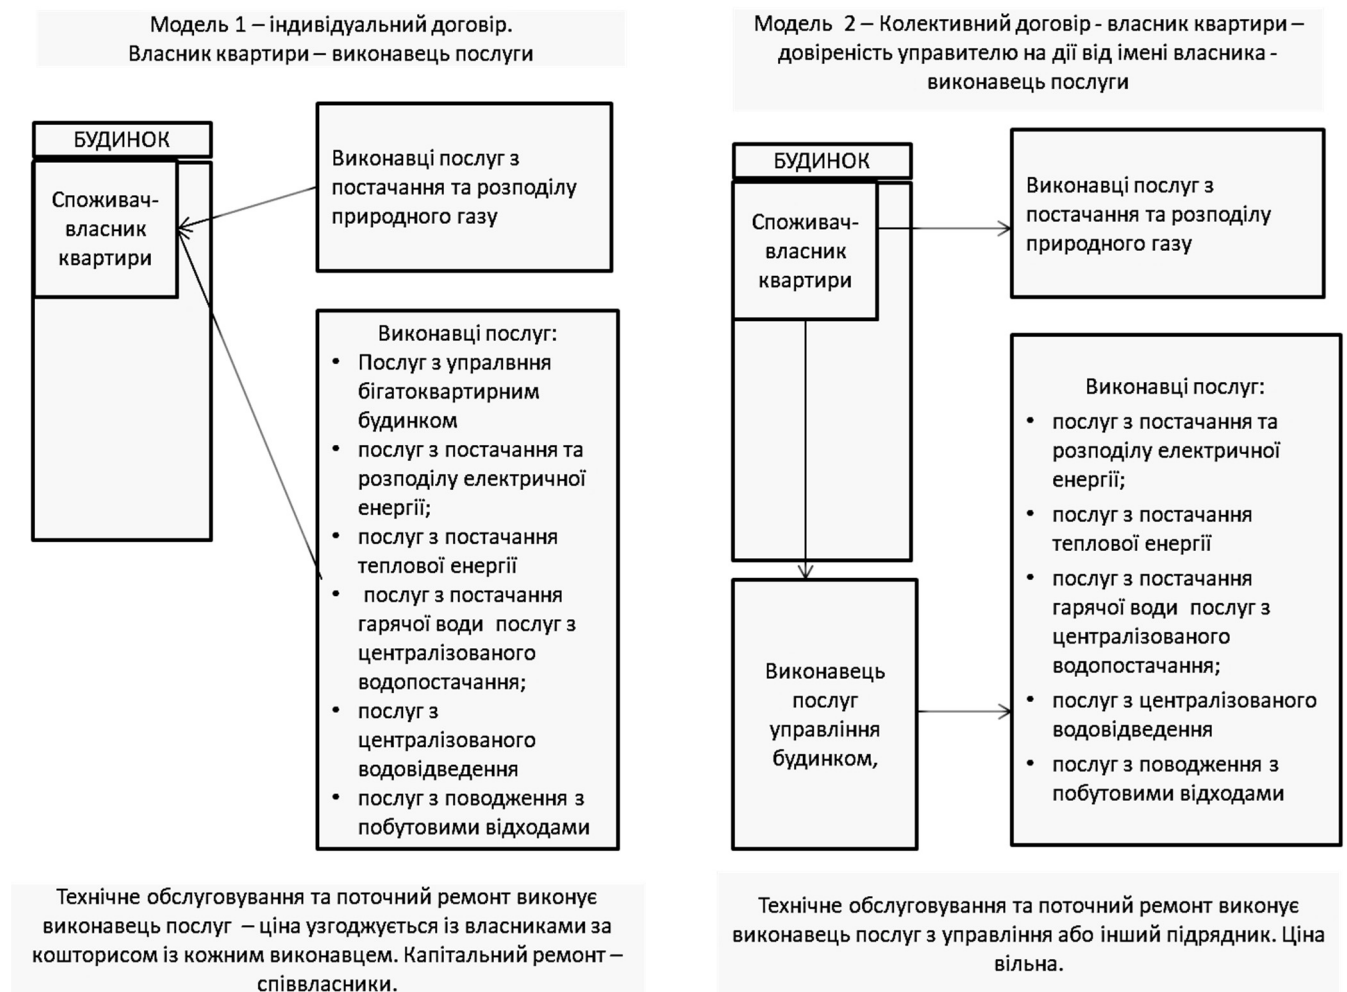 Модель 1 – індивідуальний договір.
Власник квартири – виконавець послуги
БУДИНОК
Споживач-
власник
квартири
Виконавці послуг з
постачання та розподілу
природного газу
Виконавці послуг:
• Послуг з упралвння
бігатоквартирним
будинком
• послуг з постачання та
розподілу електричної
енергії;
• послуг з постачання
теплової енергії
• послуг з постачання
гарячої води послуг з
централізованого
водопостачання;
• послуг з
централізованого
водовідведення
• послуг з поводження з
побутовими відходами
Технічне обслуговування та поточний ремонт виконує
виконавець послуг – ціна узгоджується із власниками за
кошторисом із кожним виконавцем. Капітальний ремонт –
співвласники.
Модель 2 – Колективний договір - власник квартири –
довіреність управителю на дії від імені власника -
виконавець послуги
БУДИНОК
Споживач-
власник
квартири
Виконавці послуг з
постачання та розподілу
природного газу
Виконавець
послуг
управління
будинком,
Виконавці послуг:
• послуг з постачання та
розподілу електричної
енергії;
• послуг з постачання
теплової енергії
• послуг з постачання
гарячої води послуг з
централізованого
водопостачання;
• послуг з централізованого
водовідведення
• послуг з поводження з
побутовими відходами
Технічне обслуговування та поточний ремонт виконує
виконавець послуг з управління або інший підрядник. Ціна
вільна.